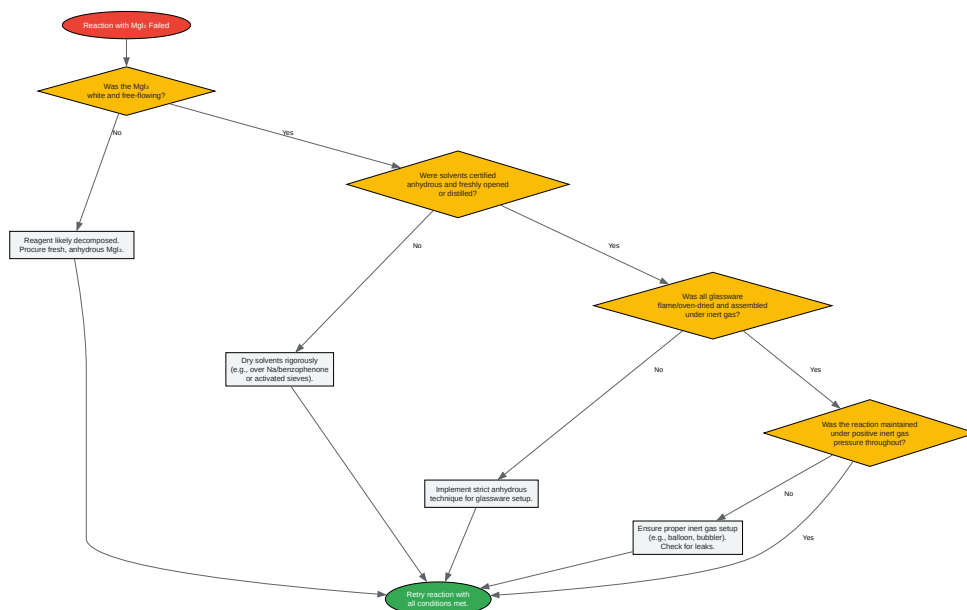 Reaction with MgI₂ Failed
Was the MgI₂
white and free-flowing?
No
Yes
Were solvents certified
anhydrous and freshly opened
or distilled?
Reagent likely decomposed.
Procure fresh, anhydrous MgI₂.
No
Yes
Was all glassware
flame/oven-dried and assembled
under inert gas?
Dry solvents rigorously
(e.g., over Na/benzophenone
or activated sieves).
No
Yes
Was the reaction maintained
under positive inert gas
pressure throughout?
Implement strict anhydrous
technique for glassware setup.
No
Yes
Ensure proper inert gas setup
(e.g., balloon, bubbler).
Check for leaks.
Retry reaction with
all conditions met.